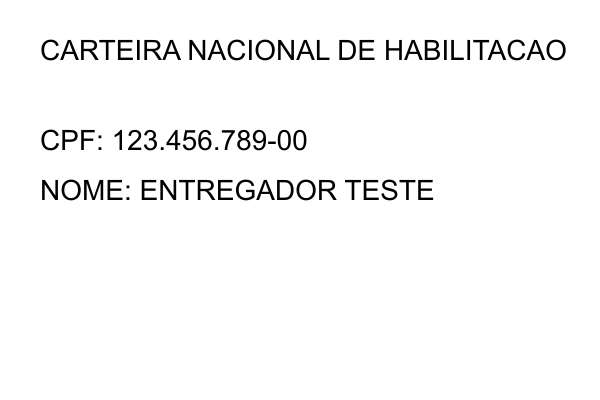 CARTEIRA NACIONAL DE HABILITACAO
CPF: 123.456.789-00
NOME: ENTREGADOR TESTE